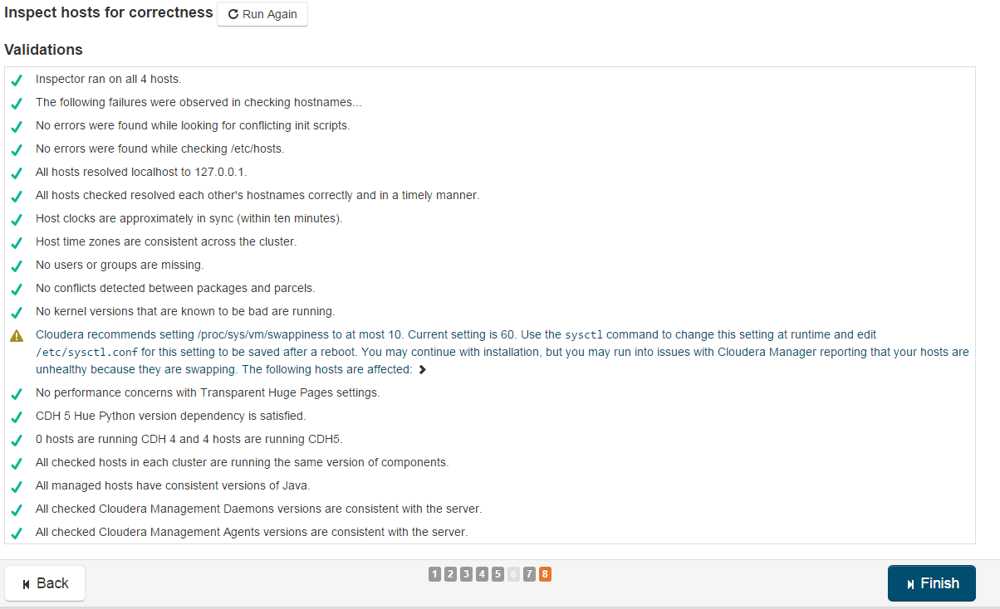 Inspect hosts for correctness Run Again
Validations
Inspector ran on all 4 hosts.
The following failures were observed in checking hostnames...
No errors were found while looking for conflicting init scripts.
No errors were found while checking /etc/hosts.
All hosts resolved localhost to 127.0.0.1.
All hosts checked resolved each other's hostnames correctly and in a timely manner.
Host clocks are approximately in sync (within ten minutes).
Host time zones are consistent across the cluster.
No users or groups are missing.
No conflicts detected between packages and parcels.
No kernel versions that are known to be bad are running.
Cloudera recommends setting /proc/sys/vm/swappiness to at most 10. Current setting is 60. Use the sysctl command to change this setting at runtime and edit
/etc/sysctl.conf for this setting to be saved after a reboot. You may continue with installation, but you may run into issues with Cloudera Manager reporting that your hosts are
unhealthy because they are swapping. The following hosts are affected:
No performance concerns with Transparent Huge Pages settings.
CDH 5 Hue Python version dependency is satisfied.
0 hosts are running CDH 4 and 4 hosts are running CDH5.
All checked hosts in each cluster are running the same version of components.
All managed hosts have consistent versions of Java.
All checked Cloudera Management Daemons versions are consistent with the server.
All checked Cloudera Management Agents versions are consistent with the server.
Back 1 2 3 4 5 6 7 8 Finish